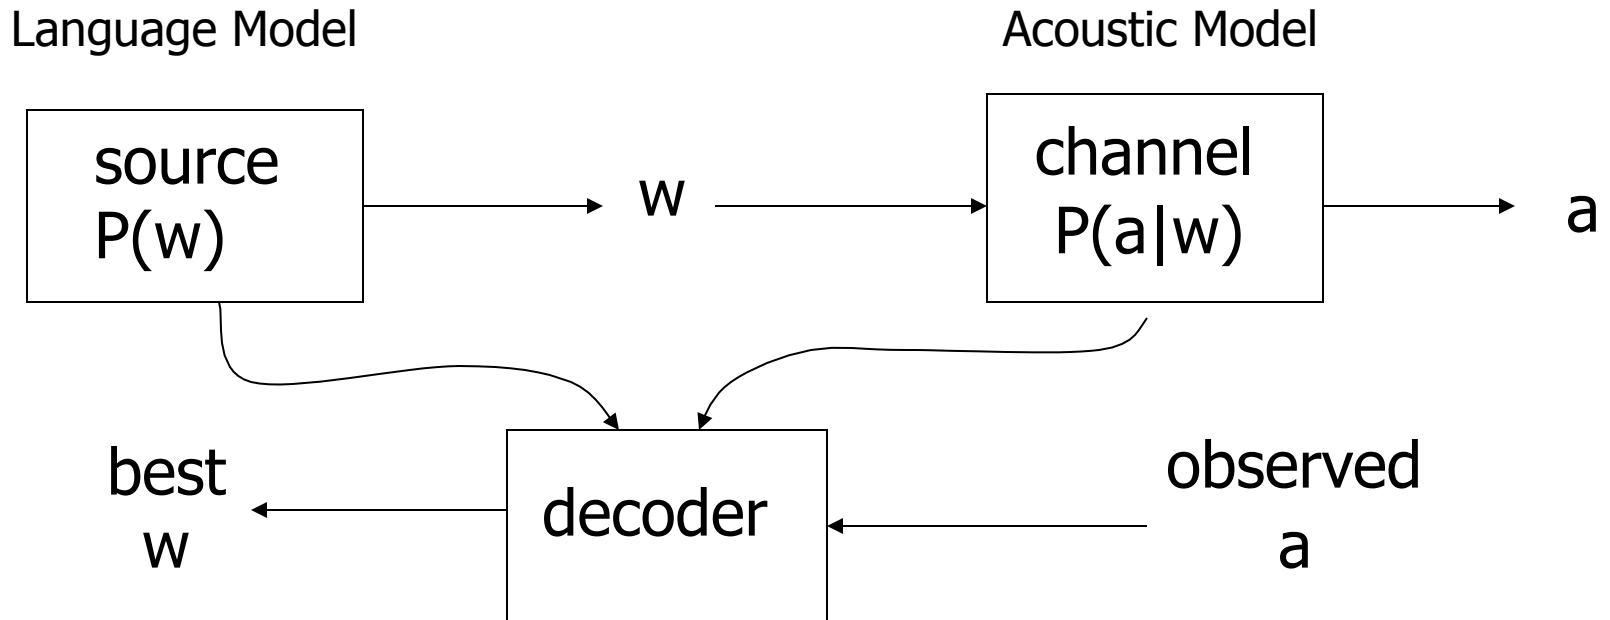 Language Model
Acoustic Model
source
P(w)
w
channel
P(a|w)
a
best
w
decoder
observed
a